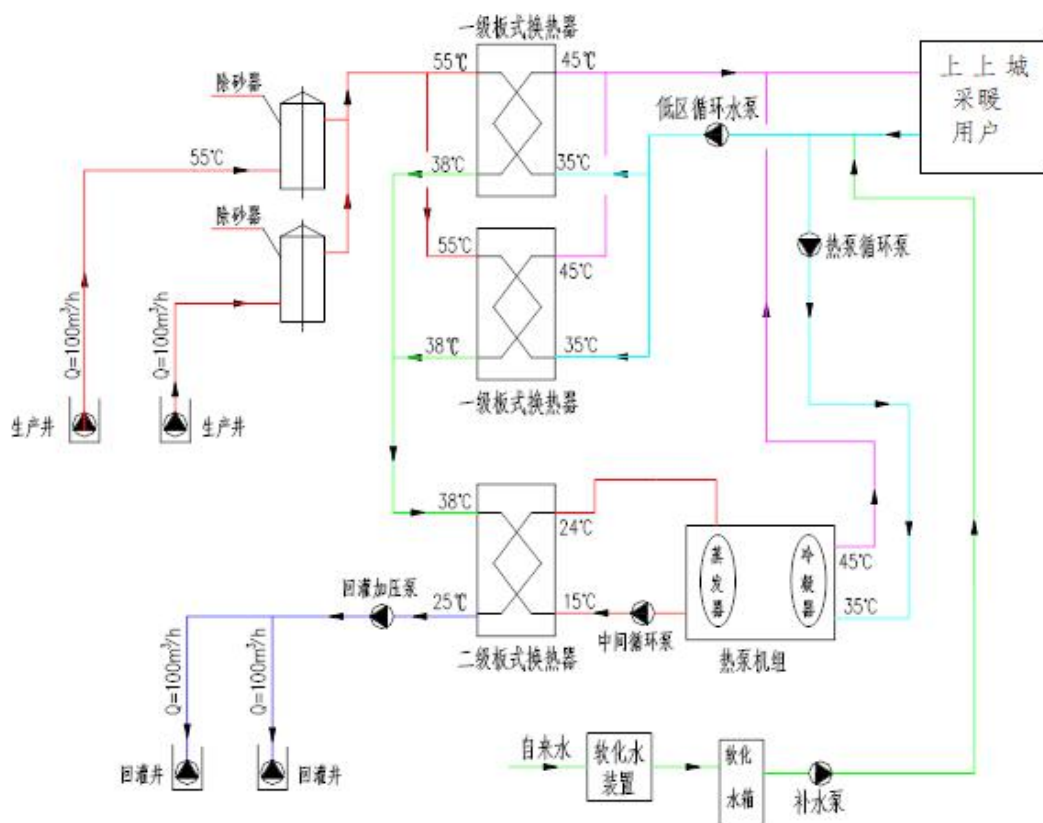 一级板式换热器
55℃
45℃
上上城
采暖
用户
除砂器
低区循环水泵
55℃
38℃
35℃
除砂器
55℃
45℃
热泵循环泵
Q=100m³/h
Q=100m³/h
38℃
35℃
生产井
生产井
一级板式换热器
38℃
24℃
蒸发器
冷凝器
45℃
回灌加压泵
25℃
15℃
35℃
中间循环泵
二级板式换热器
热泵机组
Q=100m³/h
Q=100m³/h
回灌井
回灌井
自来水
软化水
装置
软化
水箱
补水泵